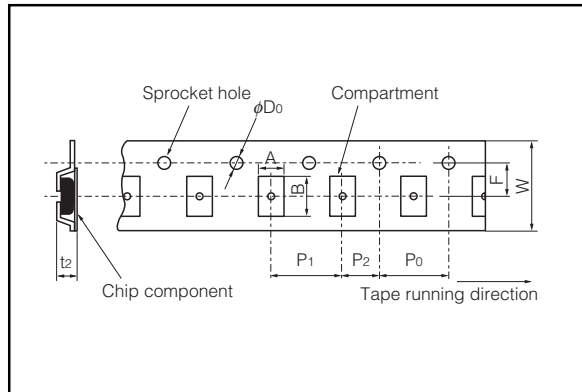 Sprocket hole
ϕD0
Compartment
A
B
F
W
t2
Chip component
P1
P2
P0
Tape running direction